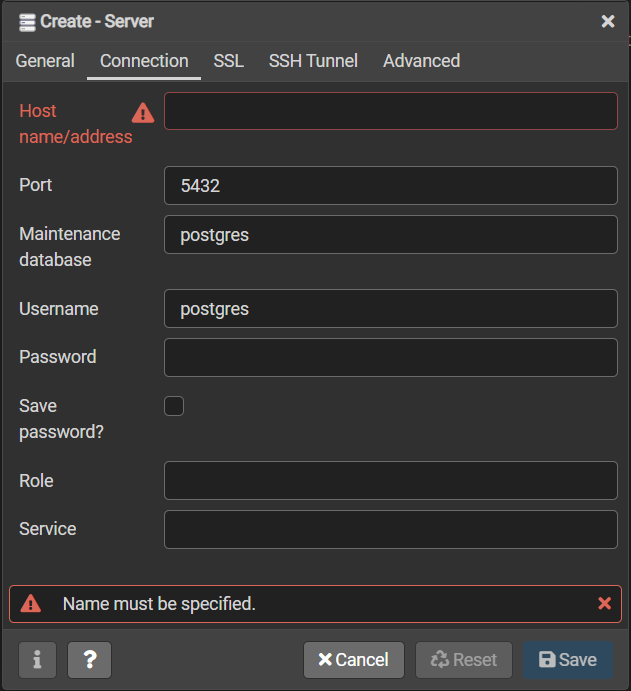 Create - Server
General Connection SSL SSH Tunnel Advanced
Host
name/address
Port 5432
Maintenance postgres
database
Username postgres
Password
Save
password?
Role
Service
Name must be specified.
Cancel Reset Save